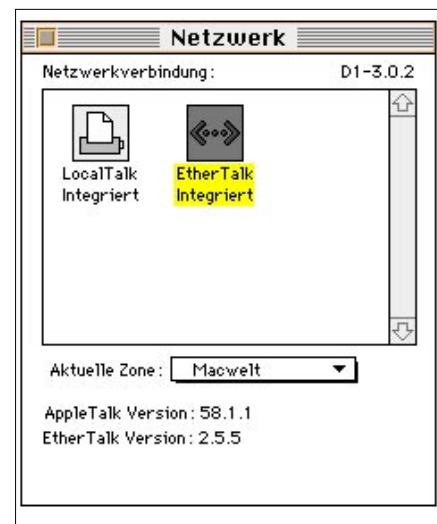 Netzwerk
Netzwerkverbindung: D1-3.0.2
LocalTalk EtherTalk
Integriert Integriert
Aktuelle Zone: Macwelt
AppleTalk Version: 58.1.1
EtherTalk Version: 2.5.5